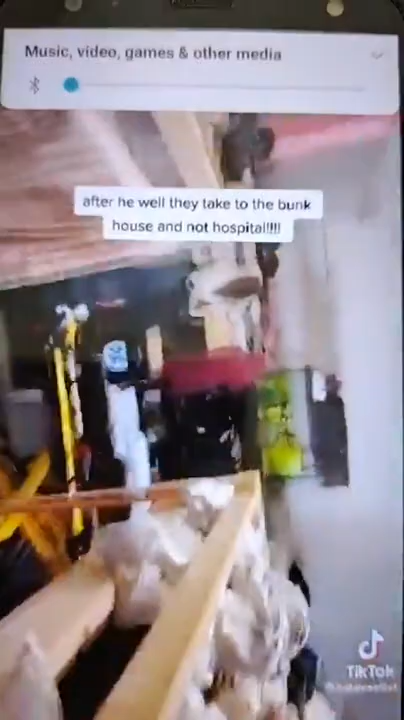 Music, video, games & other media
after he well they take to the bunk
house and not hospital!!!!
TikTok